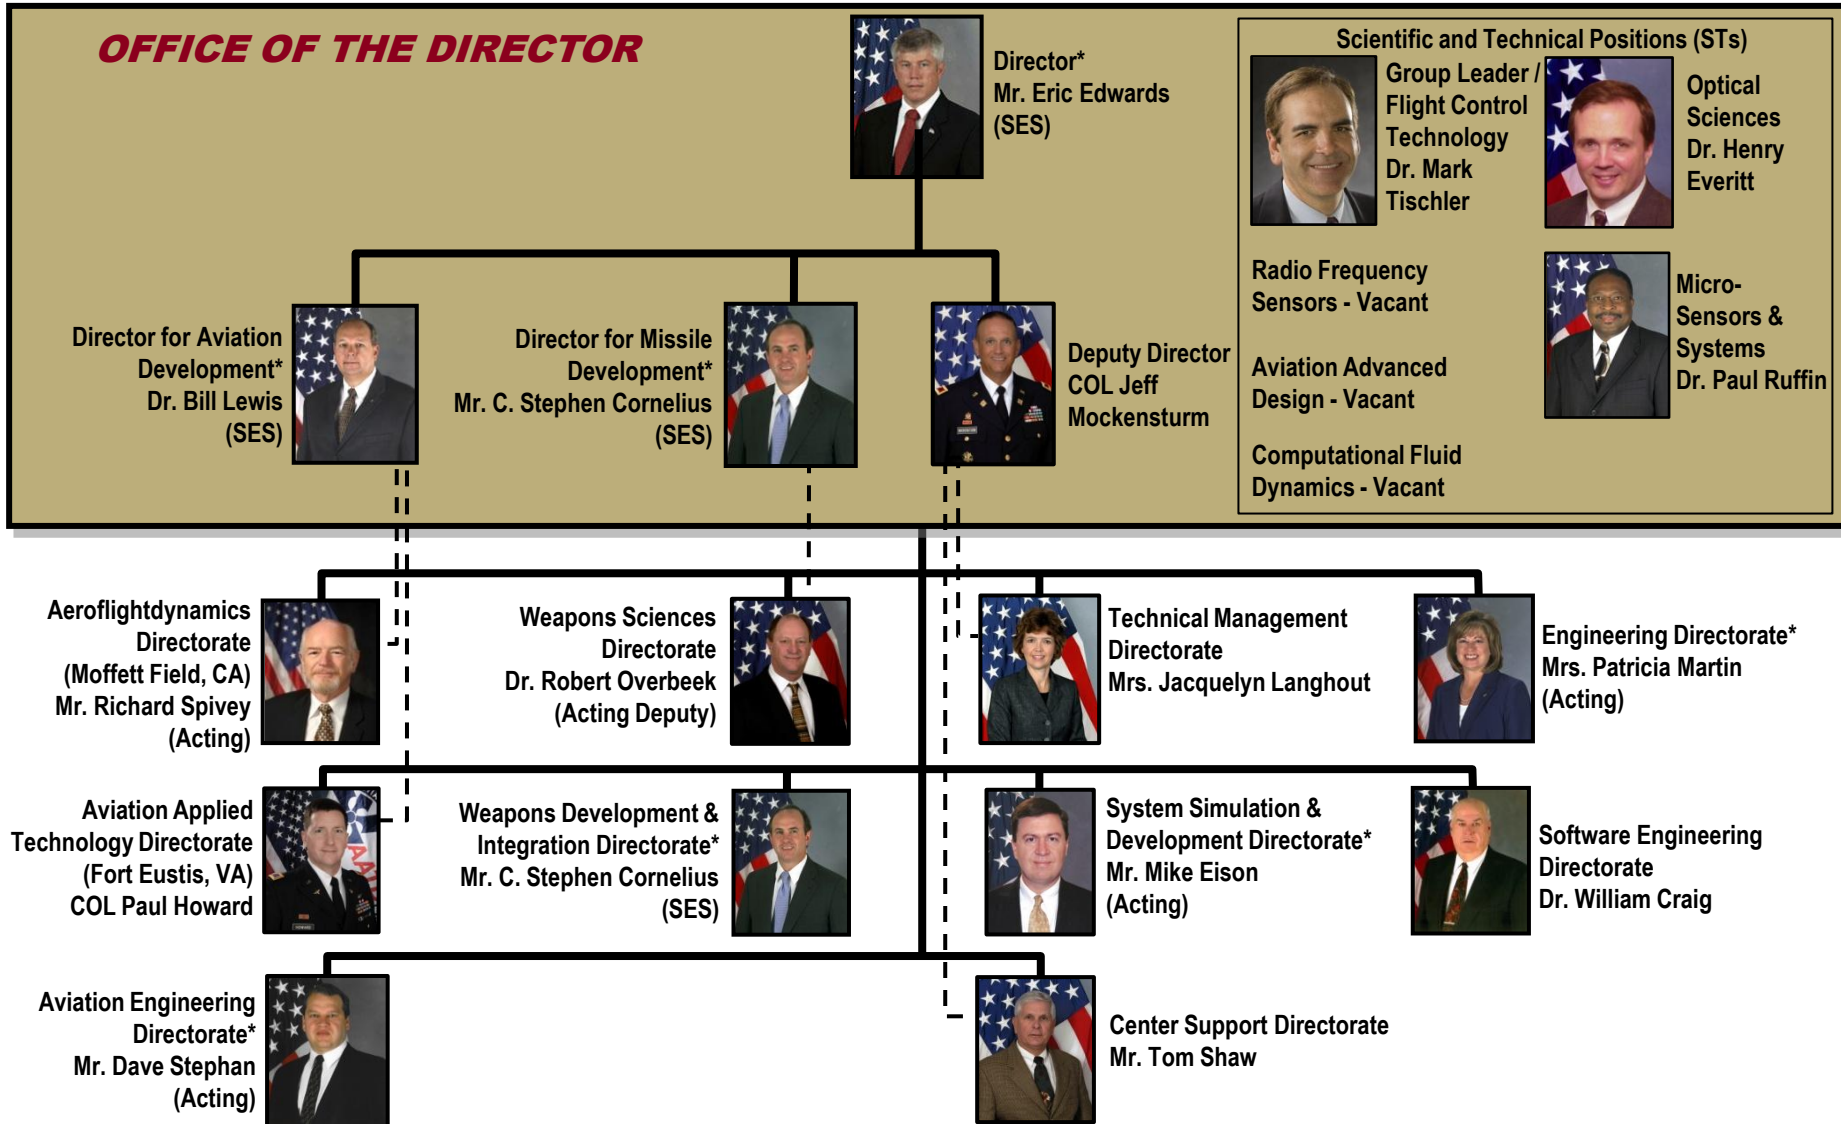 OFFICE OF THE DIRECTOR
Director*
Mr. Eric Edwards
(SES)
Scientific and Technical Positions (STs)
Group Leader /
Flight Control
Technology
Dr. Mark
Tischler
Optical
Sciences
Dr. Henry
Everitt
Radio Frequency
Sensors - Vacant
Aviation Advanced
Design - Vacant
Computational Fluid
Dynamics - Vacant
Micro-
Sensors &
Systems
Dr. Paul Ruffin
Director for Aviation
Development*
Dr. Bill Lewis
(SES)
Director for Missile
Development*
Mr. C. Stephen Cornelius
(SES)
Deputy Director
COL Jeff
Mockensturm
Aeroflightdynamics
Directorate
(Moffett Field, CA)
Mr. Richard Spivey
(Acting)
Weapons Sciences
Directorate
Dr. Robert Overbeek
(Acting Deputy)
Technical Management
Directorate
Mrs. Jacquelyn Langhout
Engineering Directorate*
Mrs. Patricia Martin
(Acting)
Aviation Applied
Technology Directorate
(Fort Eustis, VA)
COL Paul Howard
Weapons Development &
Integration Directorate*
Mr. C. Stephen Cornelius
(SES)
System Simulation &
Development Directorate*
Mr. Mike Eison
(Acting)
Software Engineering
Directorate
Dr. William Craig
Aviation Engineering
Directorate*
Mr. Dave Stephan
(Acting)
Center Support Directorate
Mr. Tom Shaw